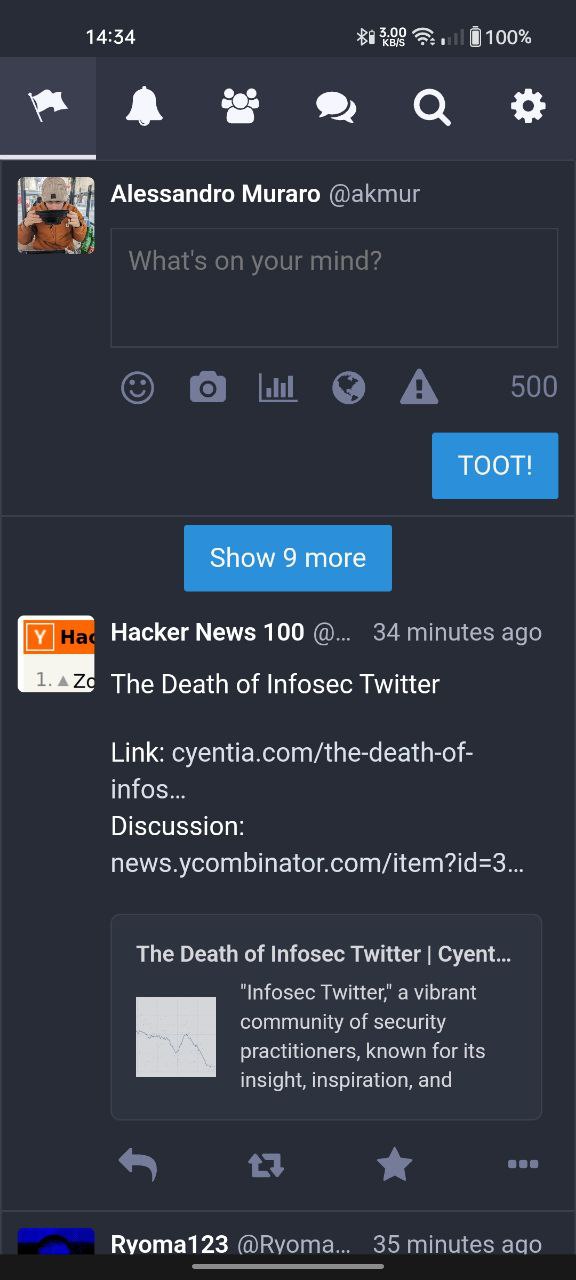 14:34
3.00
KB/S
100%
Alessandro Muraro @akmur
What's on your mind?
500
TOOT!
Show 9 more
Y Hac
1. ▲ Zo
Hacker News 100 @… 34 minutes ago
The Death of Infosec Twitter
Link: cyentia.com/the-death-of-
infos…
Discussion:
news.ycombinator.com/item?id=3…
The Death of Infosec Twitter | Cyent…
"Infosec Twitter," a vibrant
community of security
practitioners, known for its
insight, inspiration, and
Ryoma123 @Ryoma… 35 minutes ago